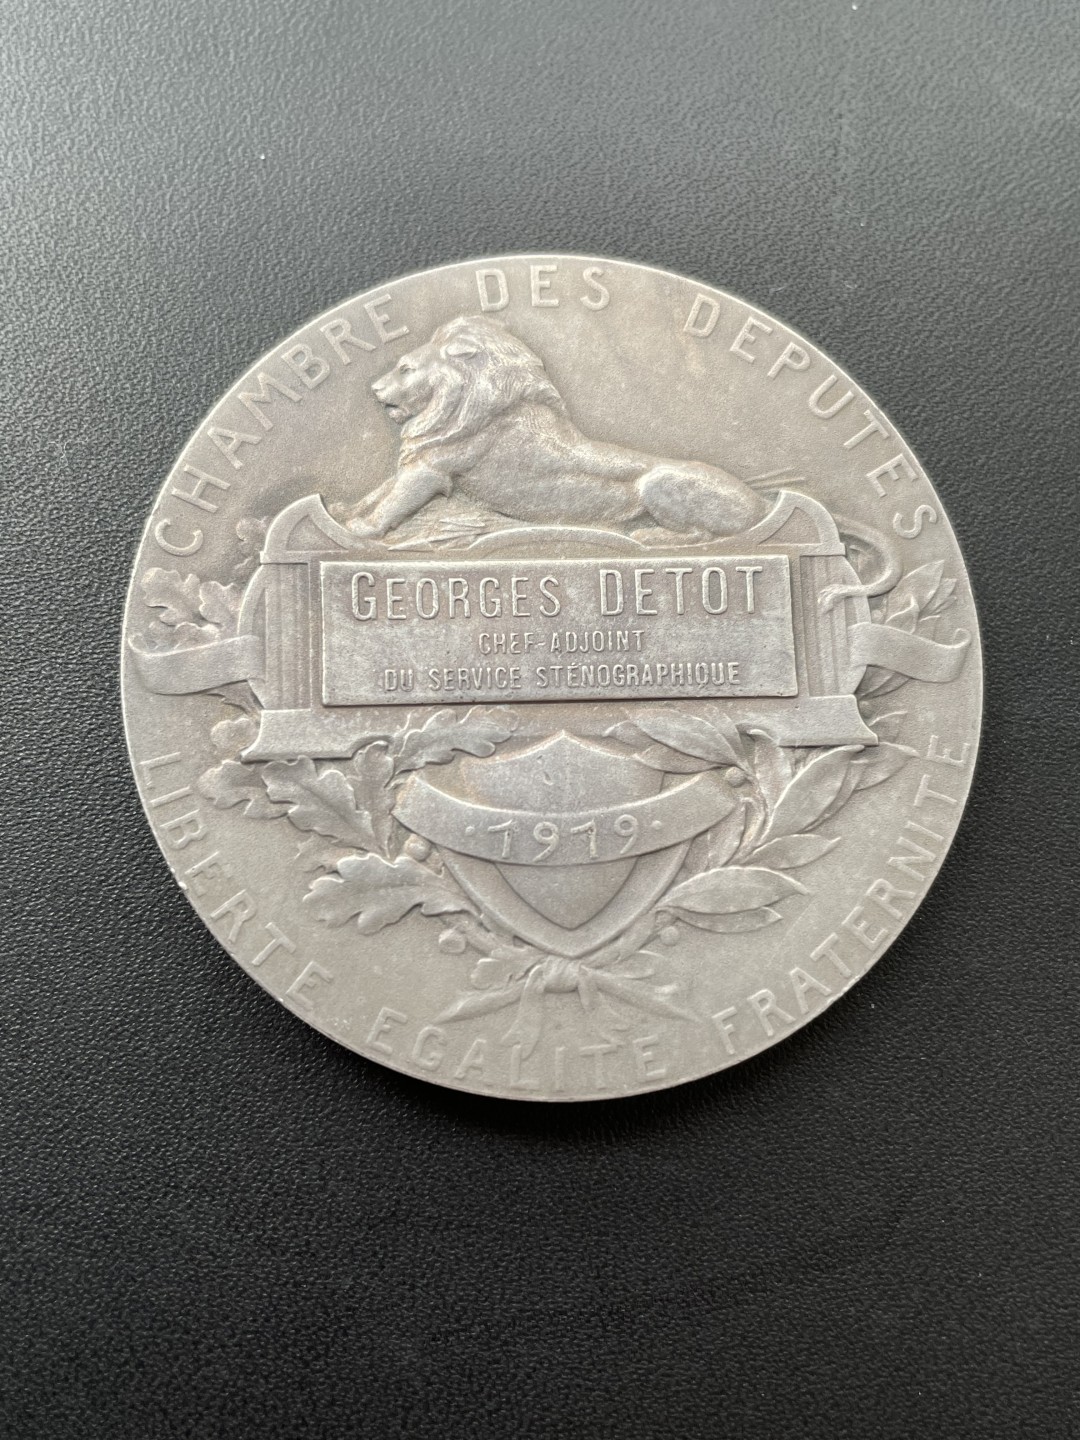 CHAMBRE DES DEPUTES
GEORGES DETOT
CHEF-ADJOINT
DU SERVICE STÉNOGRAPHIQUE
·1919·
LIBERTE EGALITE FRATERNITE